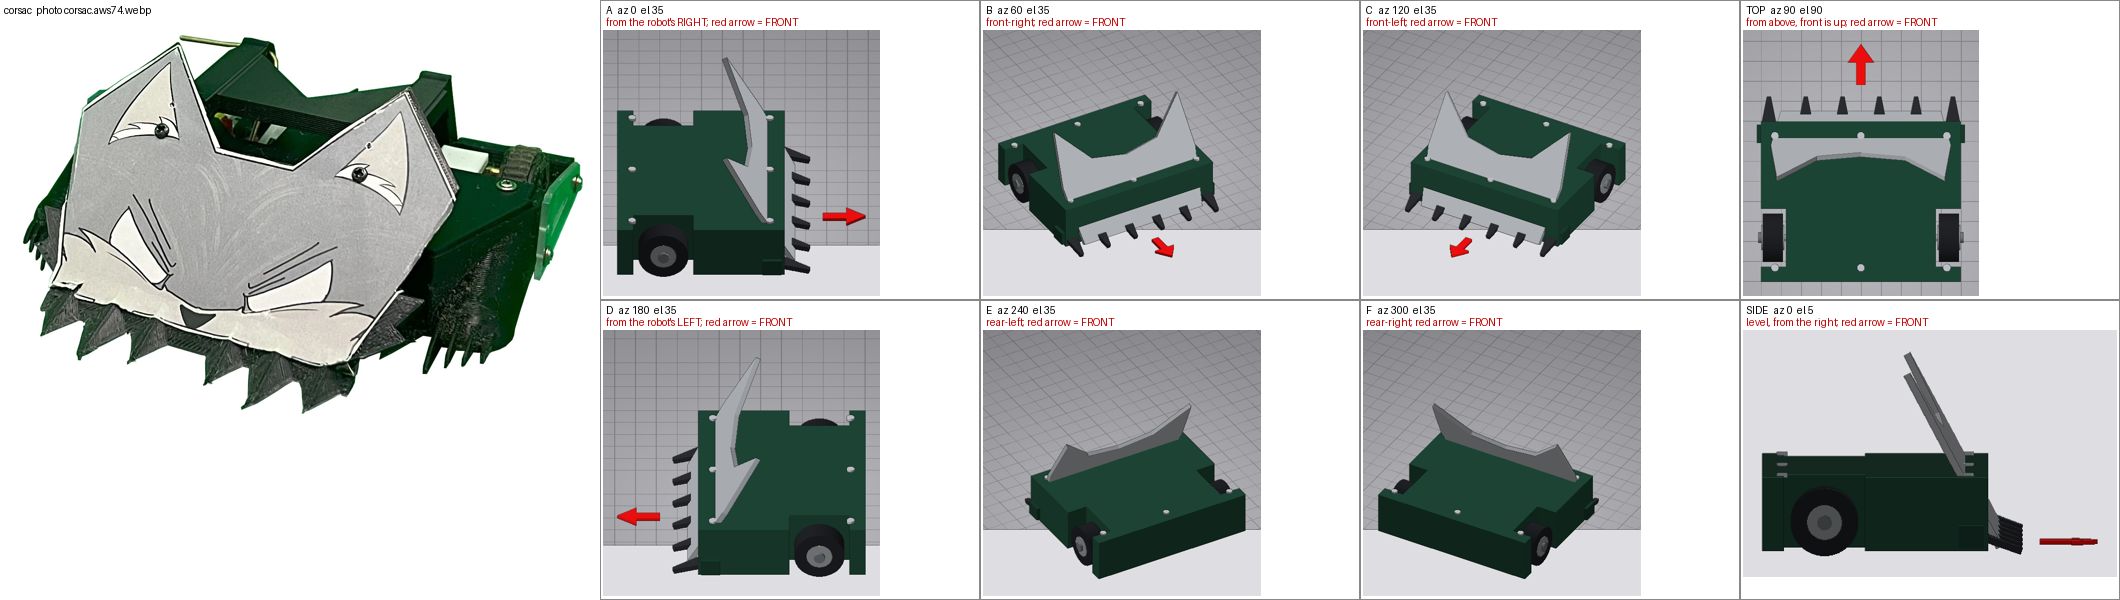 corsac photocorsac.aws74.webp
A az 0 el 35
from the robot's RIGHT; red arrow = FRONT
B az 60 el 35
front-right; red arrow = FRONT
C az 120 el 35
front-left; red arrow = FRONT
TOP az 90 el 90
from above, front is up; red arrow = FRONT
D az 180 el 35
from the robot's LEFT; red arrow = FRONT
E az 240 el 35
rear-left; red arrow = FRONT
F az 300 el 35
rear-right; red arrow = FRONT
SIDE az 0 el 5
level, from the right; red arrow = FRONT